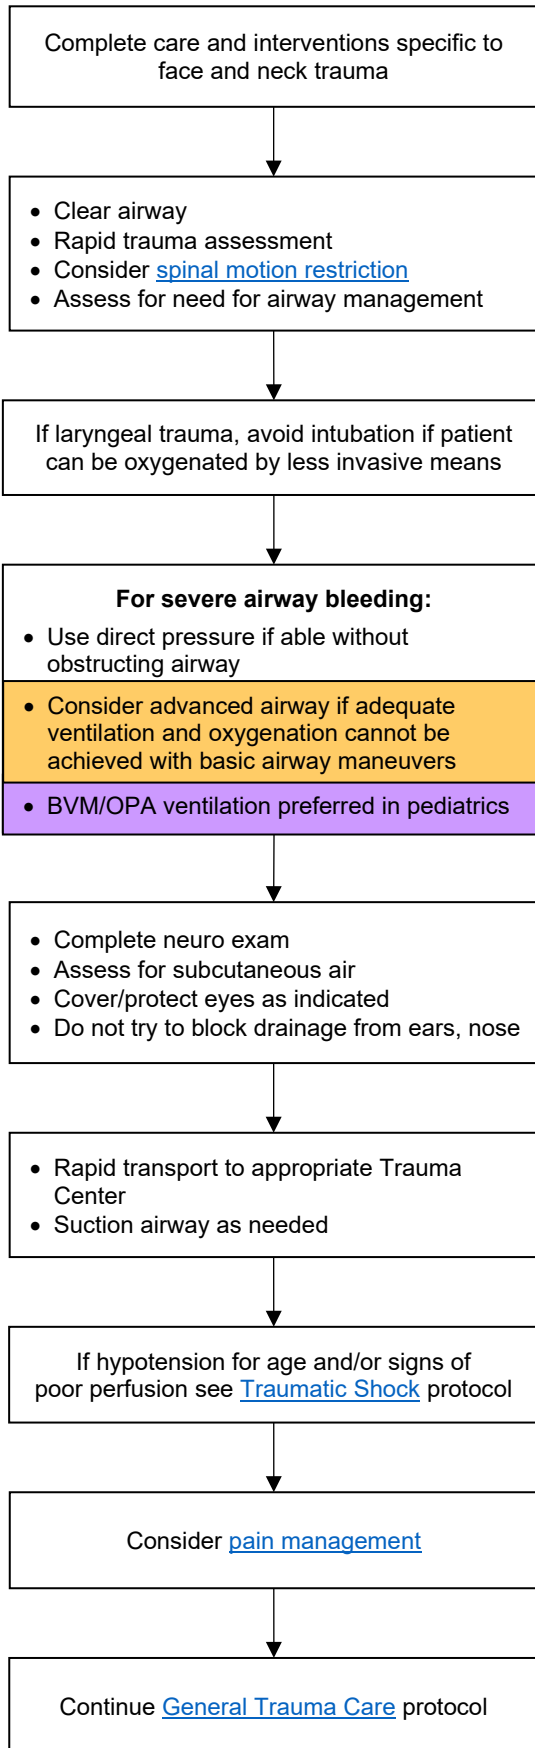 Complete care and interventions specific to
face and neck trauma
• Clear airway
• Rapid trauma assessment
• Consider spinal motion restriction
• Assess for need for airway management
If laryngeal trauma, avoid intubation if patient
can be oxygenated by less invasive means
For severe airway bleeding:
• Use direct pressure if able without
obstructing airway
• Consider advanced airway if adequate
ventilation and oxygenation cannot be
achieved with basic airway maneuvers
• BVM/OPA ventilation preferred in pediatrics
• Complete neuro exam
• Assess for subcutaneous air
• Cover/protect eyes as indicated
• Do not try to block drainage from ears, nose
• Rapid transport to appropriate Trauma
Center
• Suction airway as needed
If hypotension for age and/or signs of
poor perfusion see Traumatic Shock protocol
Consider pain management
Continue General Trauma Care protocol